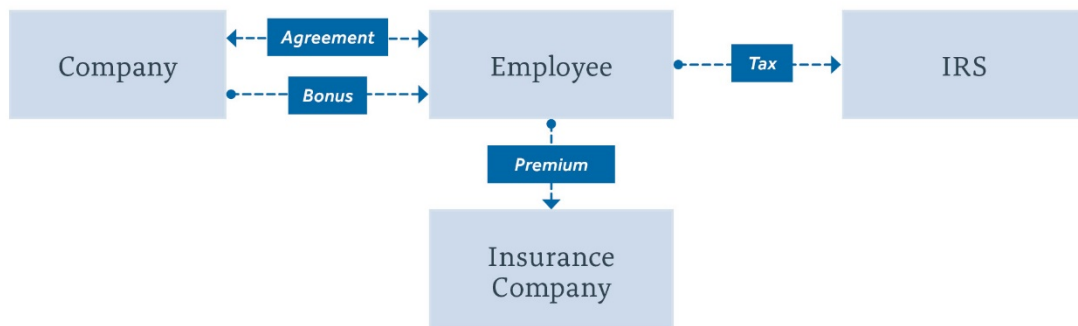 Company
Agreement
Bonus
Employee
Tax
IRS
Premium
Insurance
Company